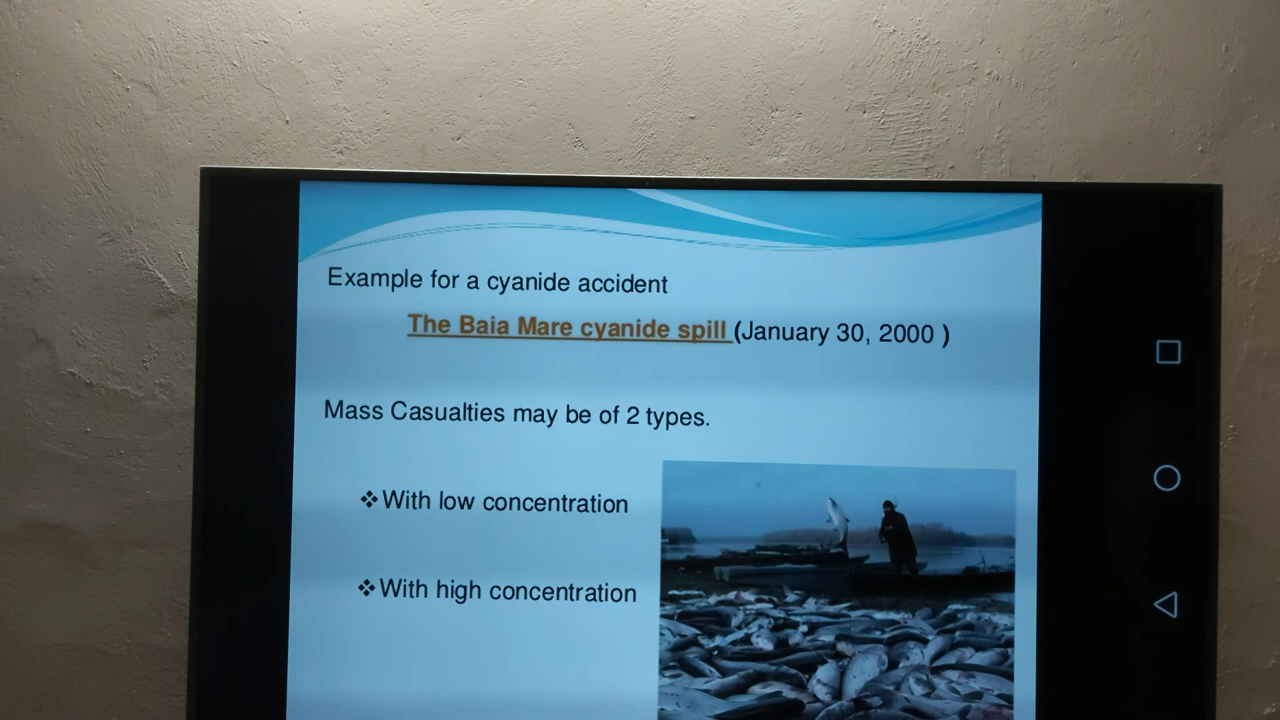 Example for a cyanide accident
The Baia Mare cyanide spill (January 30, 2000 )
Mass Casualties may be of 2 types.
❖With low concentration
❖With high concentration